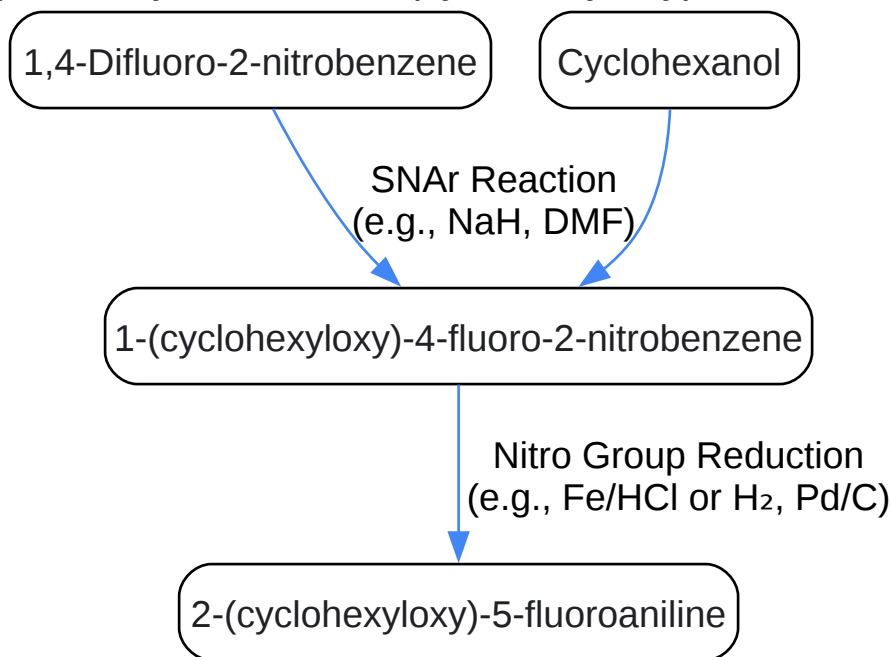 1,4-Difluoro-2-nitrobenzene
Cyclohexanol
SNAr Reaction
(e.g., NaH, DMF)
1-(cyclohexyloxy)-4-fluoro-2-nitrobenzene
Nitro Group Reduction
(e.g., Fe/HCl or H₂, Pd/C)
2-(cyclohexyloxy)-5-fluoroaniline